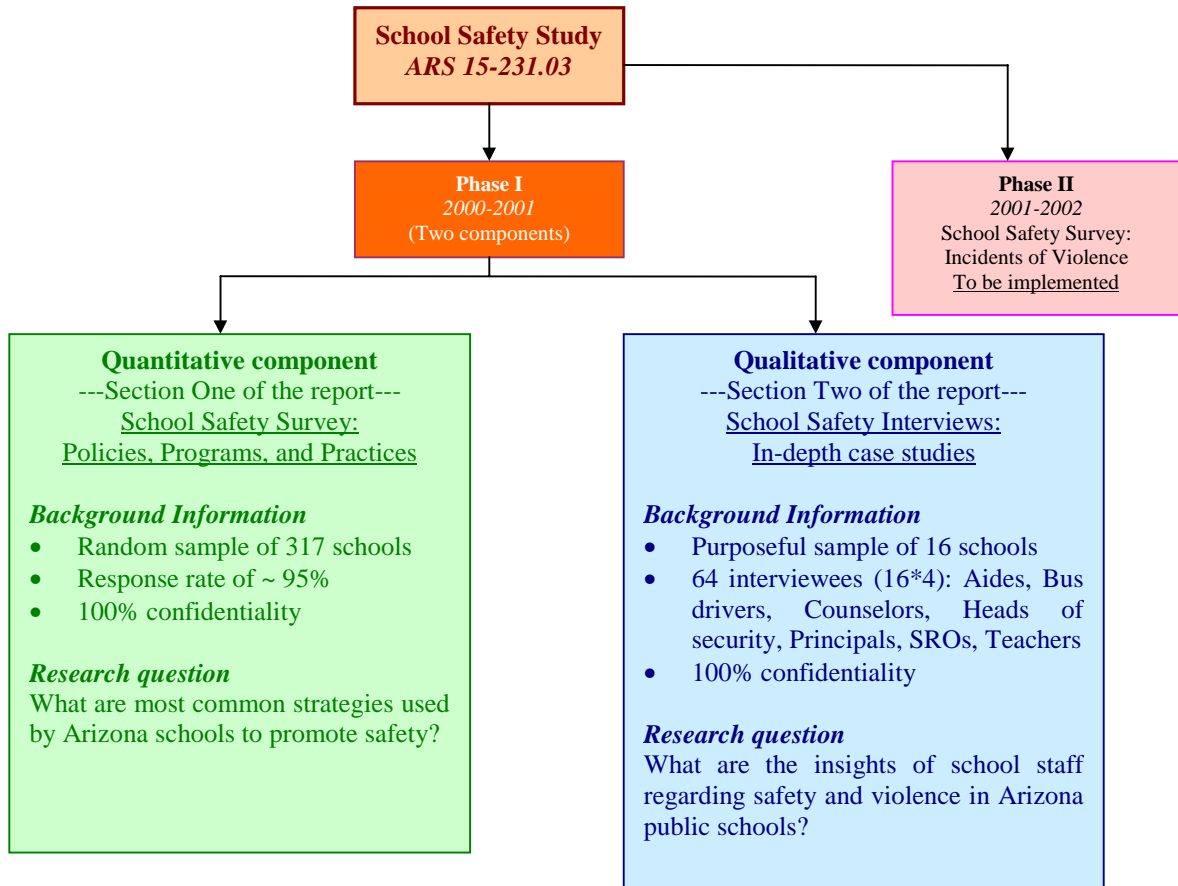 School Safety Study
ARS 15-231.03
Phase I
2000-2001
(Two components)
Phase II
2001-2002
School Safety Survey:
Incidents of Violence
To be implemented
Quantitative component
---Section One of the report---
School Safety Survey:
Policies, Programs, and Practices
Background Information
• Random sample of 317 schools
• Response rate of ~ 95%
• 100% confidentiality
Research question
What are most common strategies used
by Arizona schools to promote safety?
Qualitative component
---Section Two of the report---
School Safety Interviews:
In-depth case studies
Background Information
• Purposeful sample of 16 schools
• 64 interviewees (16*4): Aides, Bus
drivers, Counselors, Heads of
security, Principals, SROs, Teachers
• 100% confidentiality
Research question
What are the insights of school staff
regarding safety and violence in Arizona
public schools?